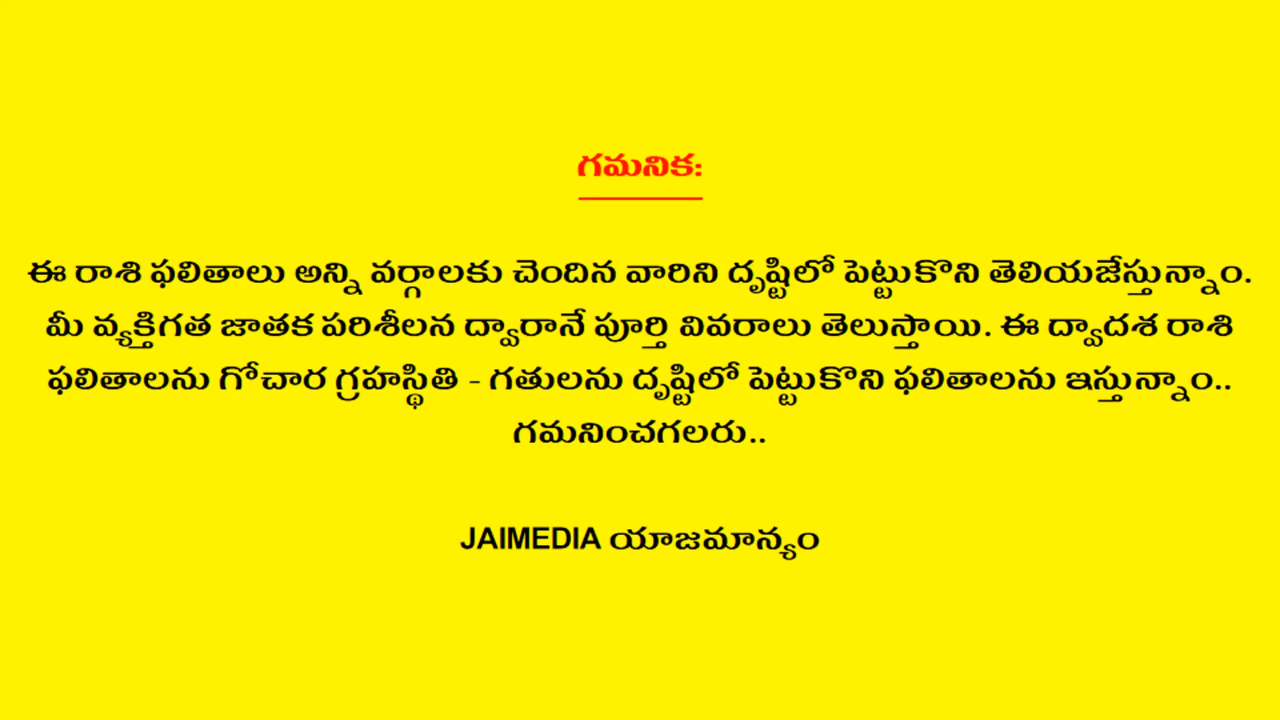 గమనిక:
ఈ రాశి ఫలితాలు అన్ని వర్గాలకు చెందిన వారిని దృష్టిలో పెట్టుకొని తెలియజేస్తున్నాం.
మీ వ్యక్తిగత జాతక పరిశీలన ద్వారానే పూర్తి వివరాలు తెలుస్తాయి. ఈ ద్వాదశ రాశి
ఫలితాలను గోచార గ్రహస్థితి - గతులను దృష్టిలో పెట్టుకొని ఫలితాలను ఇస్తున్నాం..
గమనించగలరు..
JAIMEDIA యాజమాన్యం